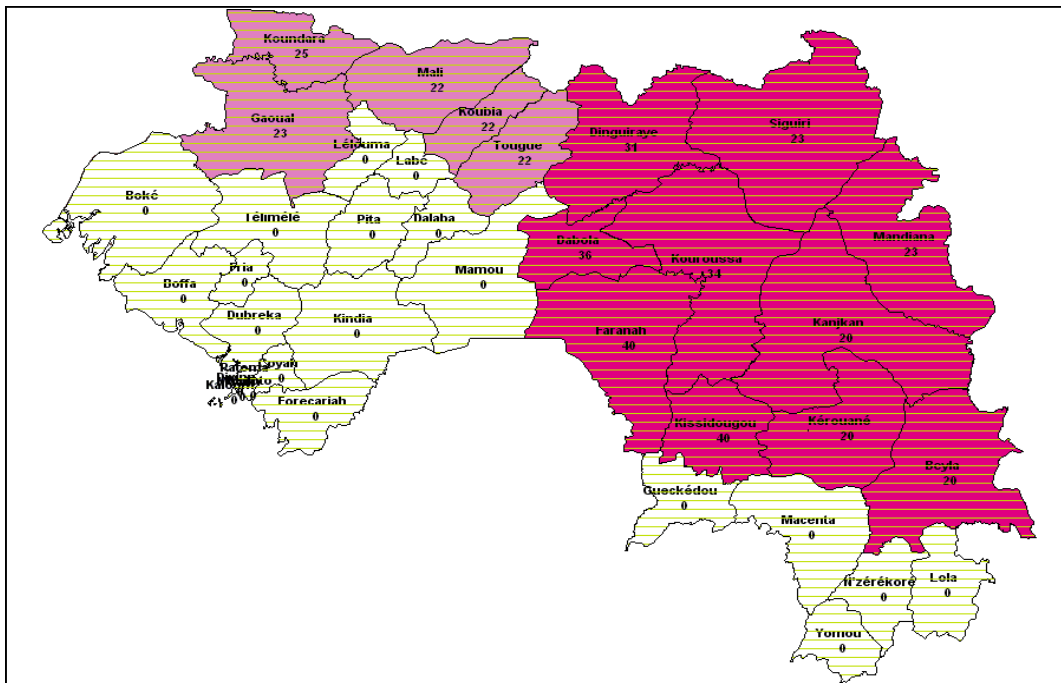 Koundara
25
Mali
22
Gaoual
23
Koubia
22
Tougue
22
Dinguiraye
31
Siguiri
23
Lélouma
0
Labé
0
Boké
0
Télimélé
0
Pita
0
Dalaba
0
Mandiana
23
Dabola
36
Kouroussa
34
Mamou
0
Fria
0
Boffa
0
Dubreka
0
Kindia
0
Faranah
40
Kankan
20
Forecariah
0
Kissidougou
40
Kérouané
20
Beyla
20
Gueckédou
0
Macenta
0
N'zérékoré
0
Lola
0
Yomou
0